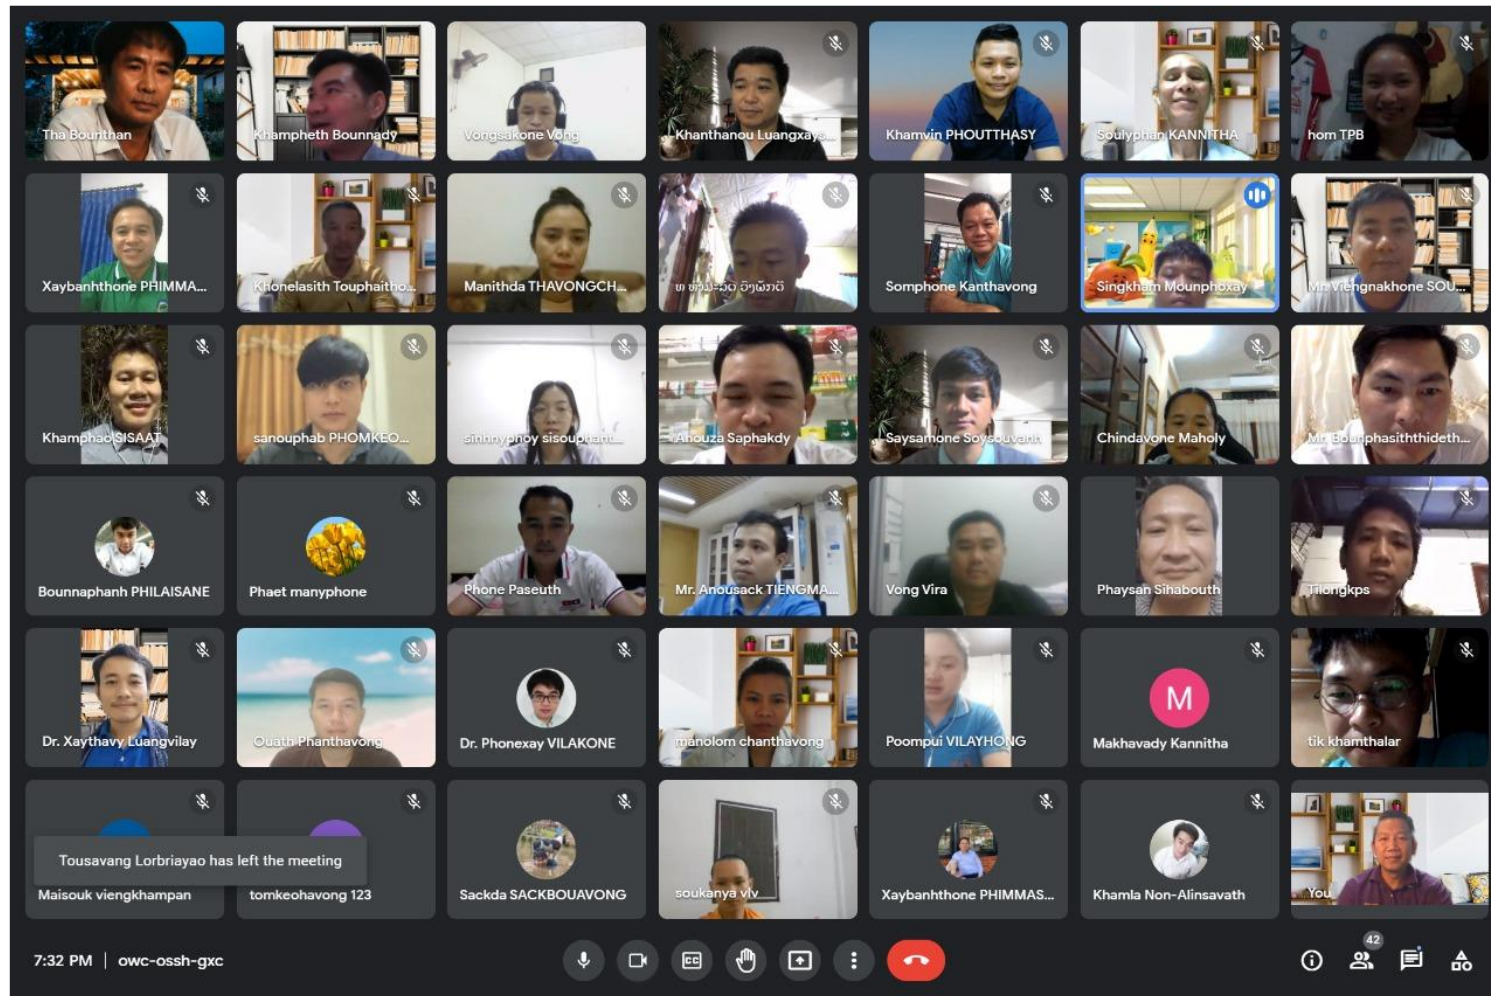 Tha Bounthan
Khampheth Bounnady
Vongsakone Vong
Khanthanou Luangxays...
Khamvin PHOUTTHASY
Soulyphan KANNITHA
hom TPB
Xaybanhthone PHIMMA...
Khonelasith Touphaitho...
Manithda THAVONGCH...
Somphone Kanthavong
Singkham Mounphoxay
Mr. Viengnakhone SOU...
Khamphao SISAAT
sanouphab PHOMKEO...
sinhnyphoy sisouphant...
Anouza Saphakdy
Saysamone Soysouvanh
Chindavone Maholy
Mr. Bounphasiththideth...
Bounnaphanh PHILAISANE
Phaet manyphone
Phone Paseuth
Mr. Anousack TIENGMA...
Vong Vira
Phaysan Sihabouth
Tilongkps
Dr. Xaythavy Luangvilay
Ouath Phanthavong
Dr. Phonexay VILAKONE
manolom chanthavong
Poompui VILAYHONG
M
Makhavady Kannitha
tik khamthalar
Tousavang Lorbriayao has left the meeting
Maisouk viengkhampan
tomkeohavong 123
Sackda SACKBOUAVONG
soukanya vlv
Xaybanhthone PHIMMAS...
Khamla Non-Alinsavath
You
7:32 PM | owc-ossh-gxc
CC
42